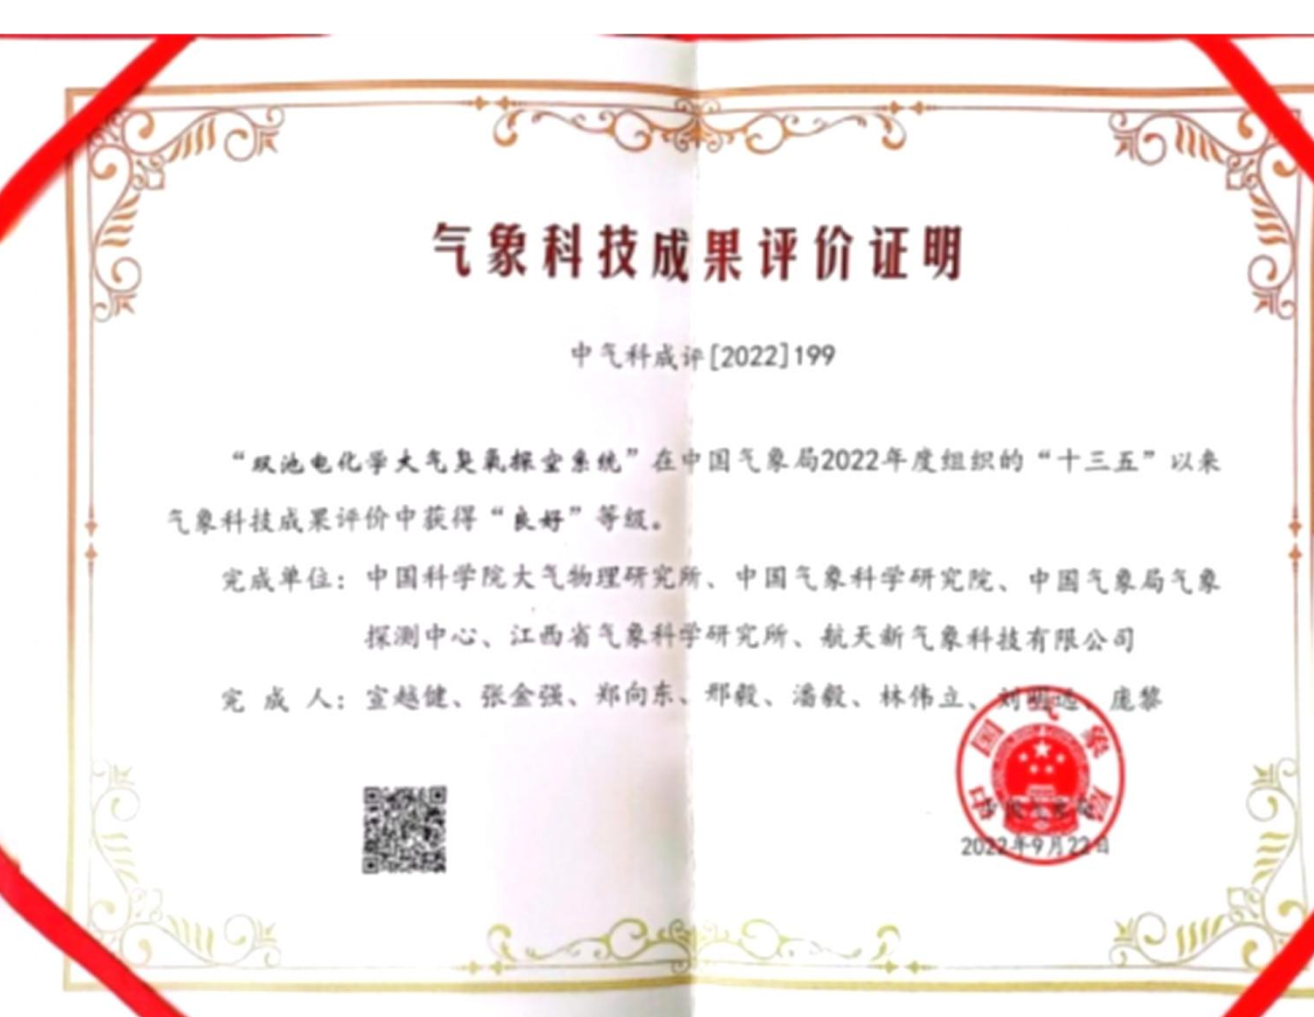 气象科技成果评价证明
中气科成评[2022]199
“双池电化学大气臭氧探空系统”在中国气象局2022年度组织的“十三五”以来
气象科技成果评价中获得“良好”等级。
完成单位：中国科学院大气物理研究所、中国气象科学研究院、中国气象局气象
探测中心、江西省气象科学研究所、航天新气象科技有限公司
完成人：宣越健、张金强、郑向东、邢毅、潘毅、林伟立、刘明远、庞黎
中国气象局
2022年9月22日